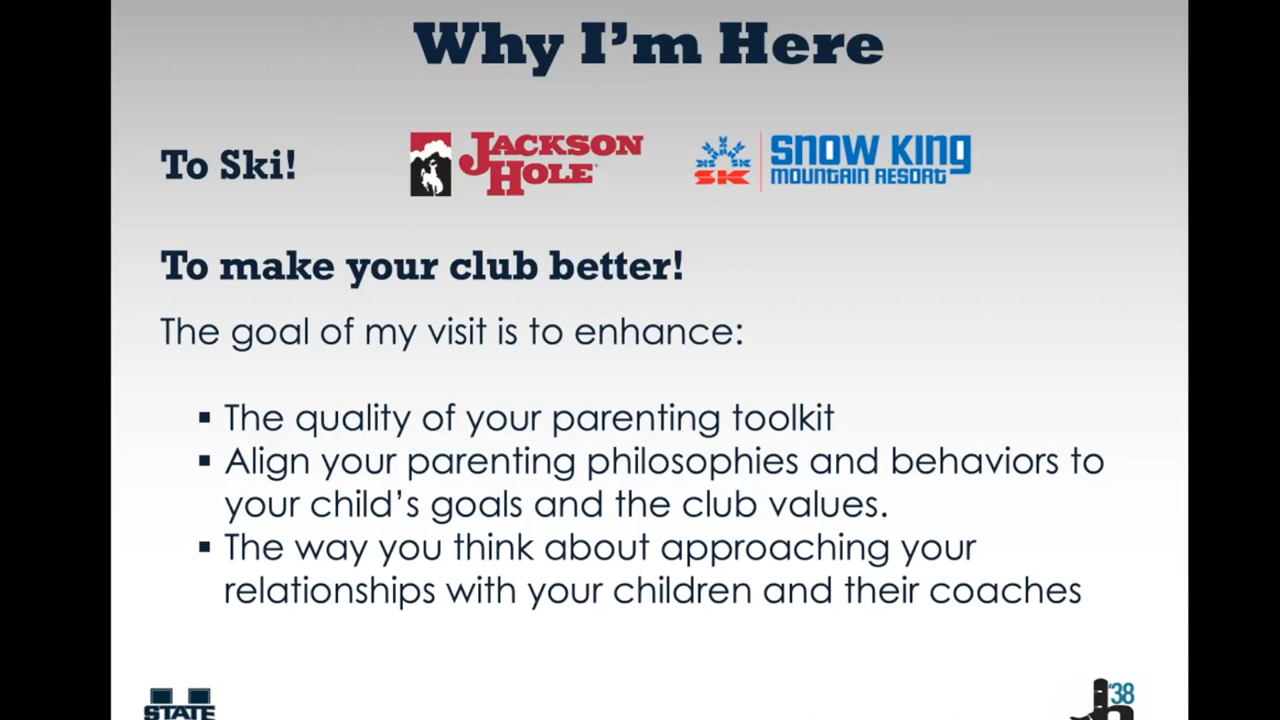 Why I'm Here
To Ski!
JACKSON
HOLE
SK
SNOW KING
MOUNTAIN RESORT
To make your club better!
The goal of my visit is to enhance:
▪ The quality of your parenting toolkit
▪ Align your parenting philosophies and behaviors to
your child's goals and the club values.
▪ The way you think about approaching your
relationships with your children and their coaches
STATE
'38